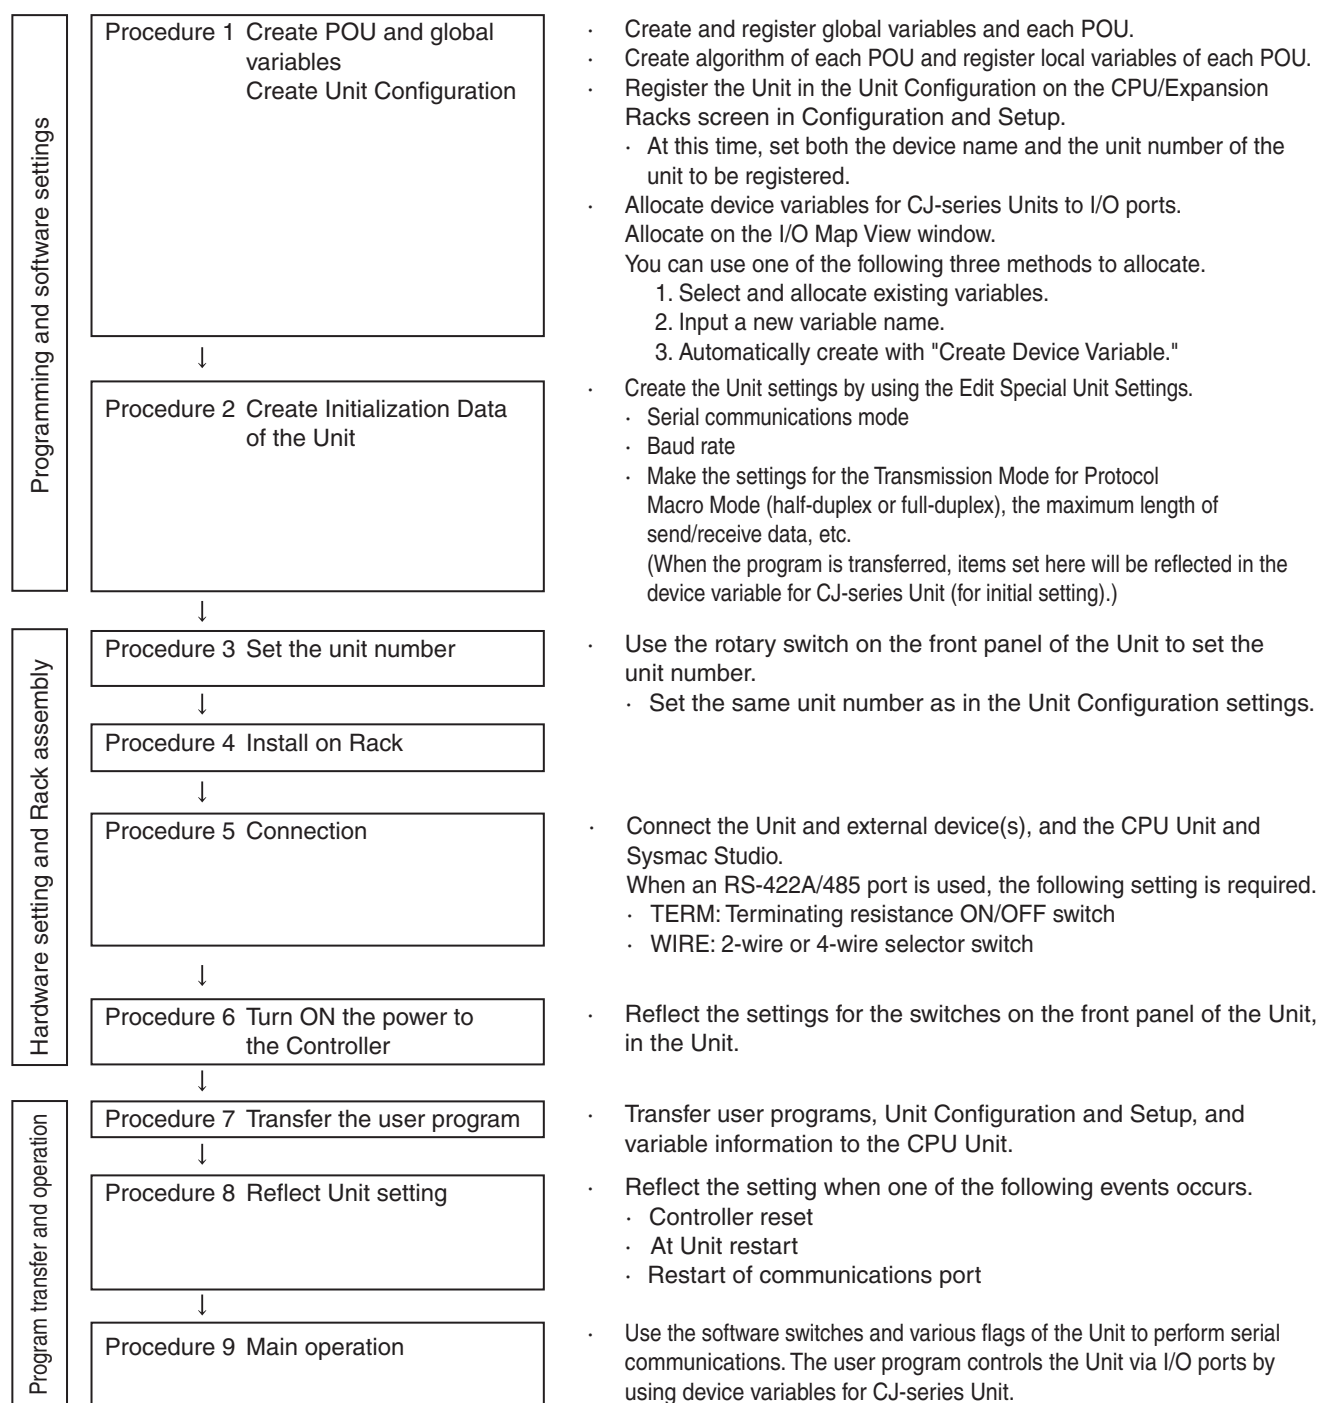 Programming and software settings
Procedure 1 Create POU and global
variables
Create Unit Configuration
· Create and register global variables and each POU.
· Create algorithm of each POU and register local variables of each POU.
· Register the Unit in the Unit Configuration on the CPU/Expansion
Racks screen in Configuration and Setup.
· At this time, set both the device name and the unit number of the
unit to be registered.
· Allocate device variables for CJ-series Units to I/O ports.
Allocate on the I/O Map View window.
You can use one of the following three methods to allocate.
1. Select and allocate existing variables.
2. Input a new variable name.
3. Automatically create with "Create Device Variable."
↓
Procedure 2 Create Initialization Data
of the Unit
· Create the Unit settings by using the Edit Special Unit Settings.
· Serial communications mode
· Baud rate
· Make the settings for the Transmission Mode for Protocol
Macro Mode (half-duplex or full-duplex), the maximum length of
send/receive data, etc.
(When the program is transferred, items set here will be reflected in the
device variable for CJ-series Unit (for initial setting).)
↓
Hardware setting and Rack assembly
Procedure 3 Set the unit number
· Use the rotary switch on the front panel of the Unit to set the
unit number.
· Set the same unit number as in the Unit Configuration settings.
↓
Procedure 4 Install on Rack
↓
Procedure 5 Connection
· Connect the Unit and external device(s), and the CPU Unit and
Sysmac Studio.
When an RS-422A/485 port is used, the following setting is required.
· TERM: Terminating resistance ON/OFF switch
· WIRE: 2-wire or 4-wire selector switch
↓
Procedure 6 Turn ON the power to
the Controller
· Reflect the settings for the switches on the front panel of the Unit,
in the Unit.
↓
Program transfer and operation
Procedure 7 Transfer the user program
· Transfer user programs, Unit Configuration and Setup, and
variable information to the CPU Unit.
↓
Procedure 8 Reflect Unit setting
· Reflect the setting when one of the following events occurs.
· Controller reset
· At Unit restart
· Restart of communications port
↓
Procedure 9 Main operation
· Use the software switches and various flags of the Unit to perform serial
communications. The user program controls the Unit via I/O ports by
using device variables for CJ-series Unit.